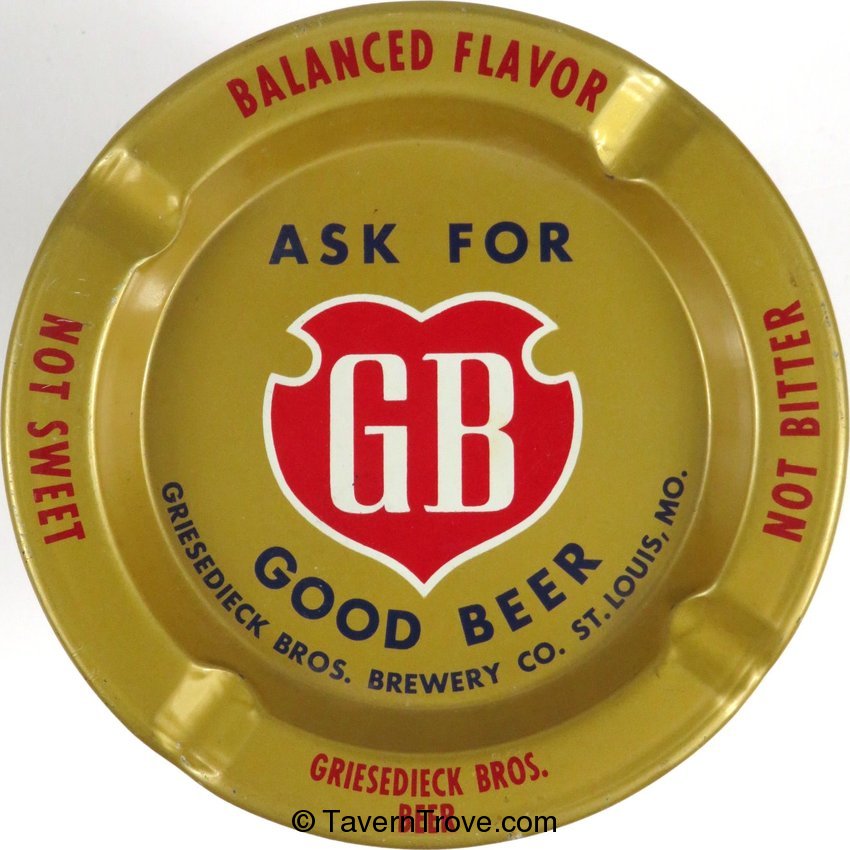 BALANCED FLAVOR
ASK FOR
GB
GOOD BEER
GRIESEDIECK BROS. BREWERY CO. ST. LOUIS, MO.
NOT SWEET
NOT BITTER
GRIESEDIECK BROS.
BEER
© TavernTrove.com